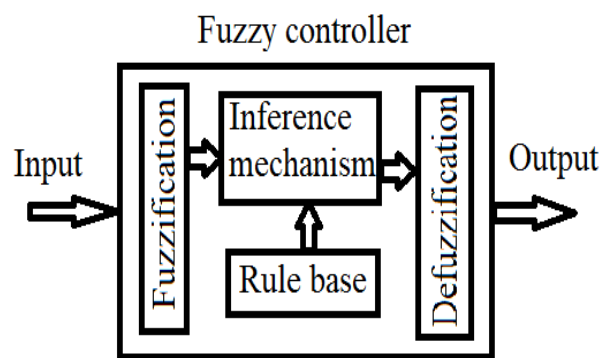 Fuzzy controller
Input
Fuzzification
Inference
mechanism
Rule base
Defuzzification
Output